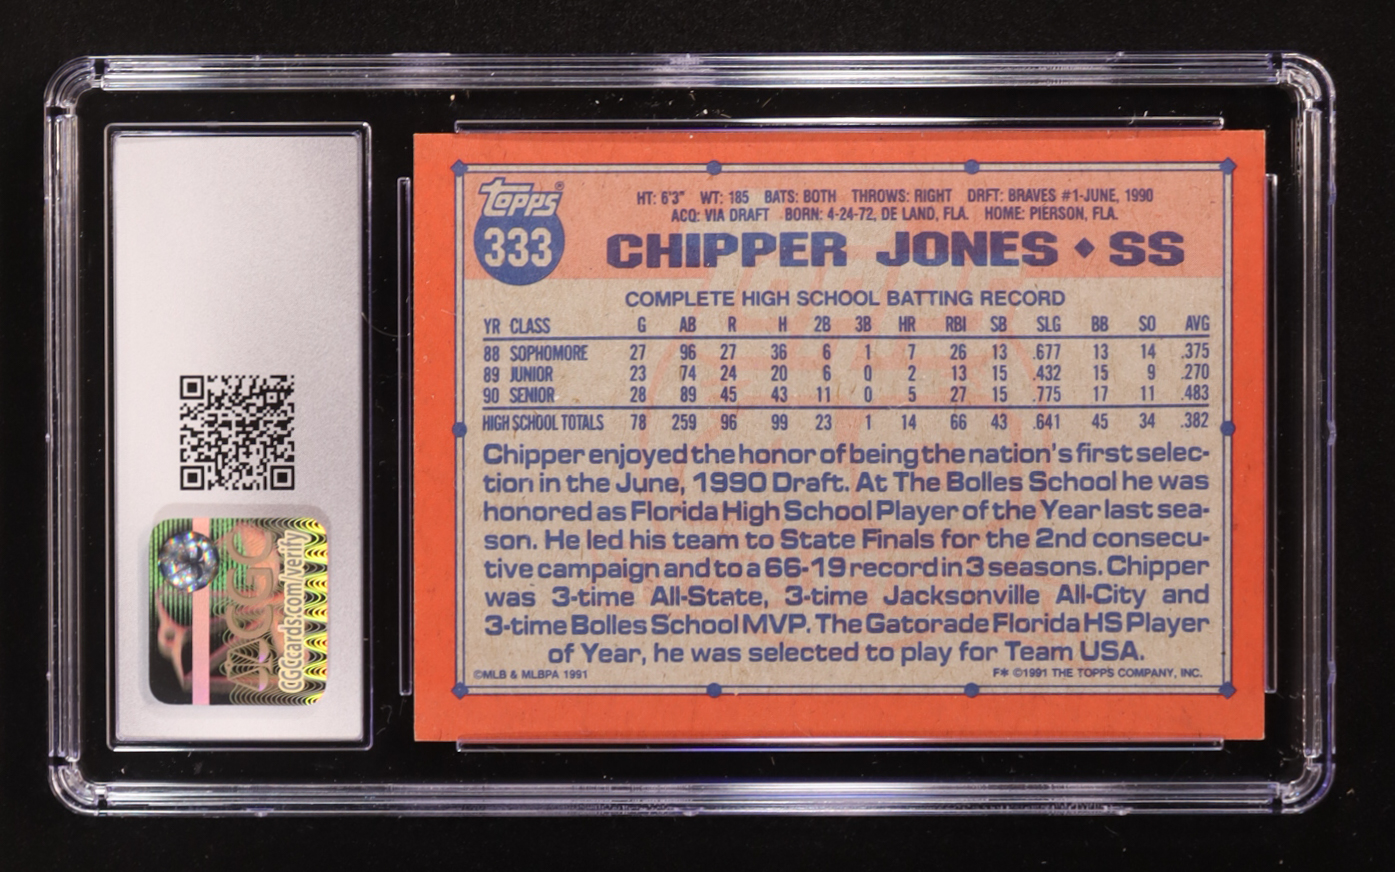 Topps®
333
HT: 6'3" WT: 185 BATS: BOTH THROWS: RIGHT DRFT: BRAVES #1-JUNE, 1990
ACQ: VIA DRAFT BORN: 4-24-72, DE LAND, FLA. HOME: PIERSON, FLA.
CHIPPER JONES ♦ SS
COMPLETE HIGH SCHOOL BATTING RECORD
YR CLASS G AB R H 2B 3B HR RBI SB SLG BB SO AVG
88 SOPHOMORE 27 96 27 36 6 1 7 26 13 .677 13 14 .375
89 JUNIOR 23 74 24 20 6 0 2 13 15 .432 15 9 .270
90 SENIOR 28 89 45 43 11 0 5 27 15 .775 17 11 .483
HIGH SCHOOL TOTALS 78 259 96 99 23 1 14 66 43 .641 45 34 .382
Chipper enjoyed the honor of being the nation's first selec-
tion in the June, 1990 Draft. At The Bolles School he was
honored as Florida High School Player of the Year last sea-
son. He led his team to State Finals for the 2nd consecu-
tive campaign and to a 66-19 record in 3 seasons. Chipper
was 3-time All-State, 3-time Jacksonville All-City and
3-time Bolles School MVP. The Gatorade Florida HS Player
of Year, he was selected to play for Team USA.
©MLB & MLBPA 1991 F* ©1991 THE TOPPS COMPANY, INC.
CGC
CGCcards.com/verify